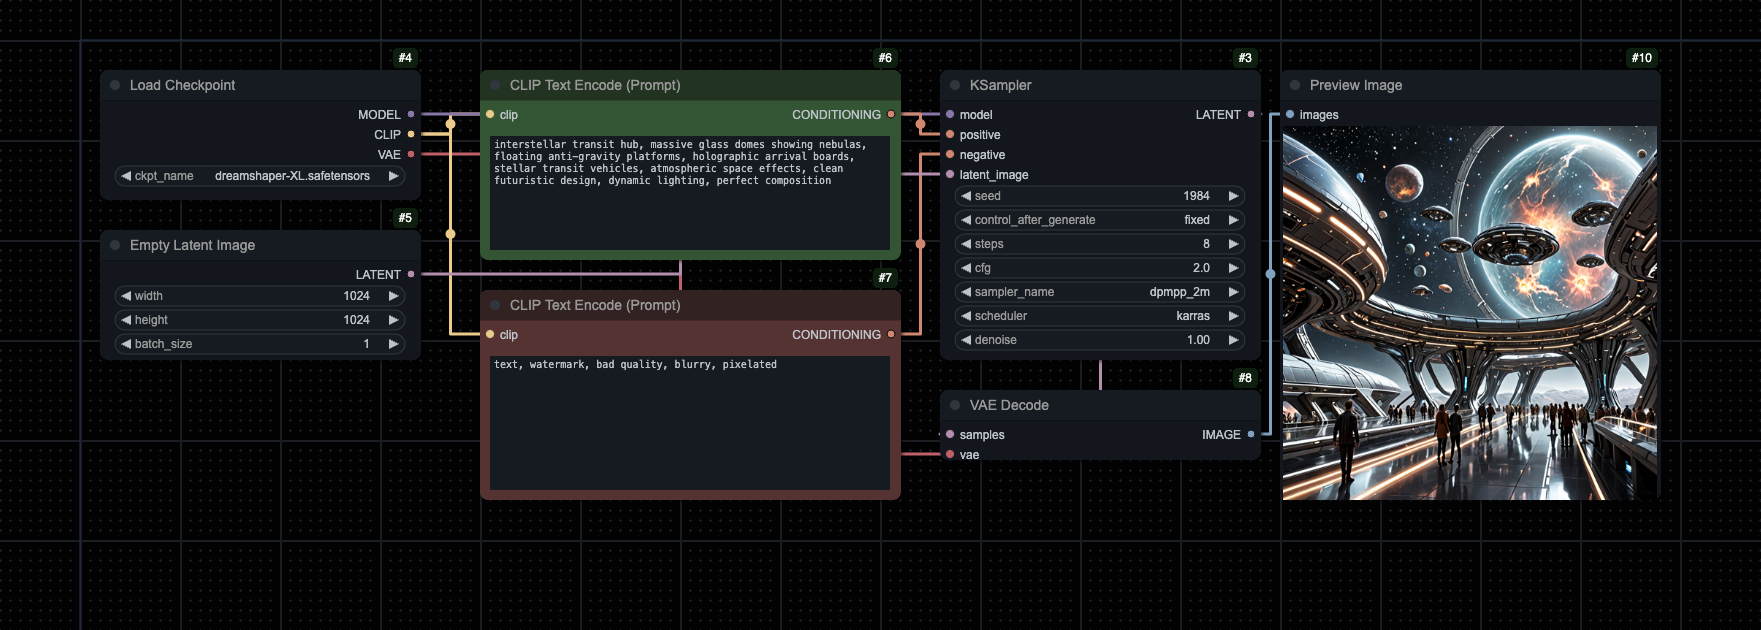 #4
Load Checkpoint
MODEL
CLIP
VAE
ckpt_name dreamshaper-XL.safetensors
#5
Empty Latent Image
LATENT
width 1024
height 1024
batch_size 1
#6
CLIP Text Encode (Prompt)
clip CONDITIONING
interstellar transit hub, massive glass domes showing nebulas,
floating anti-gravity platforms, holographic arrival boards,
stellar transit vehicles, atmospheric space effects, clean
futuristic design, dynamic lighting, perfect composition
#7
CLIP Text Encode (Prompt)
clip CONDITIONING
text, watermark, bad quality, blurry, pixelated
#3
KSampler
model LATENT
positive
negative
latent_image
seed 1984
control_after_generate fixed
steps 8
cfg 2.0
sampler_name dpmpp_2m
scheduler karras
denoise 1.00
#8
VAE Decode
samples IMAGE
vae
#10
Preview Image
images